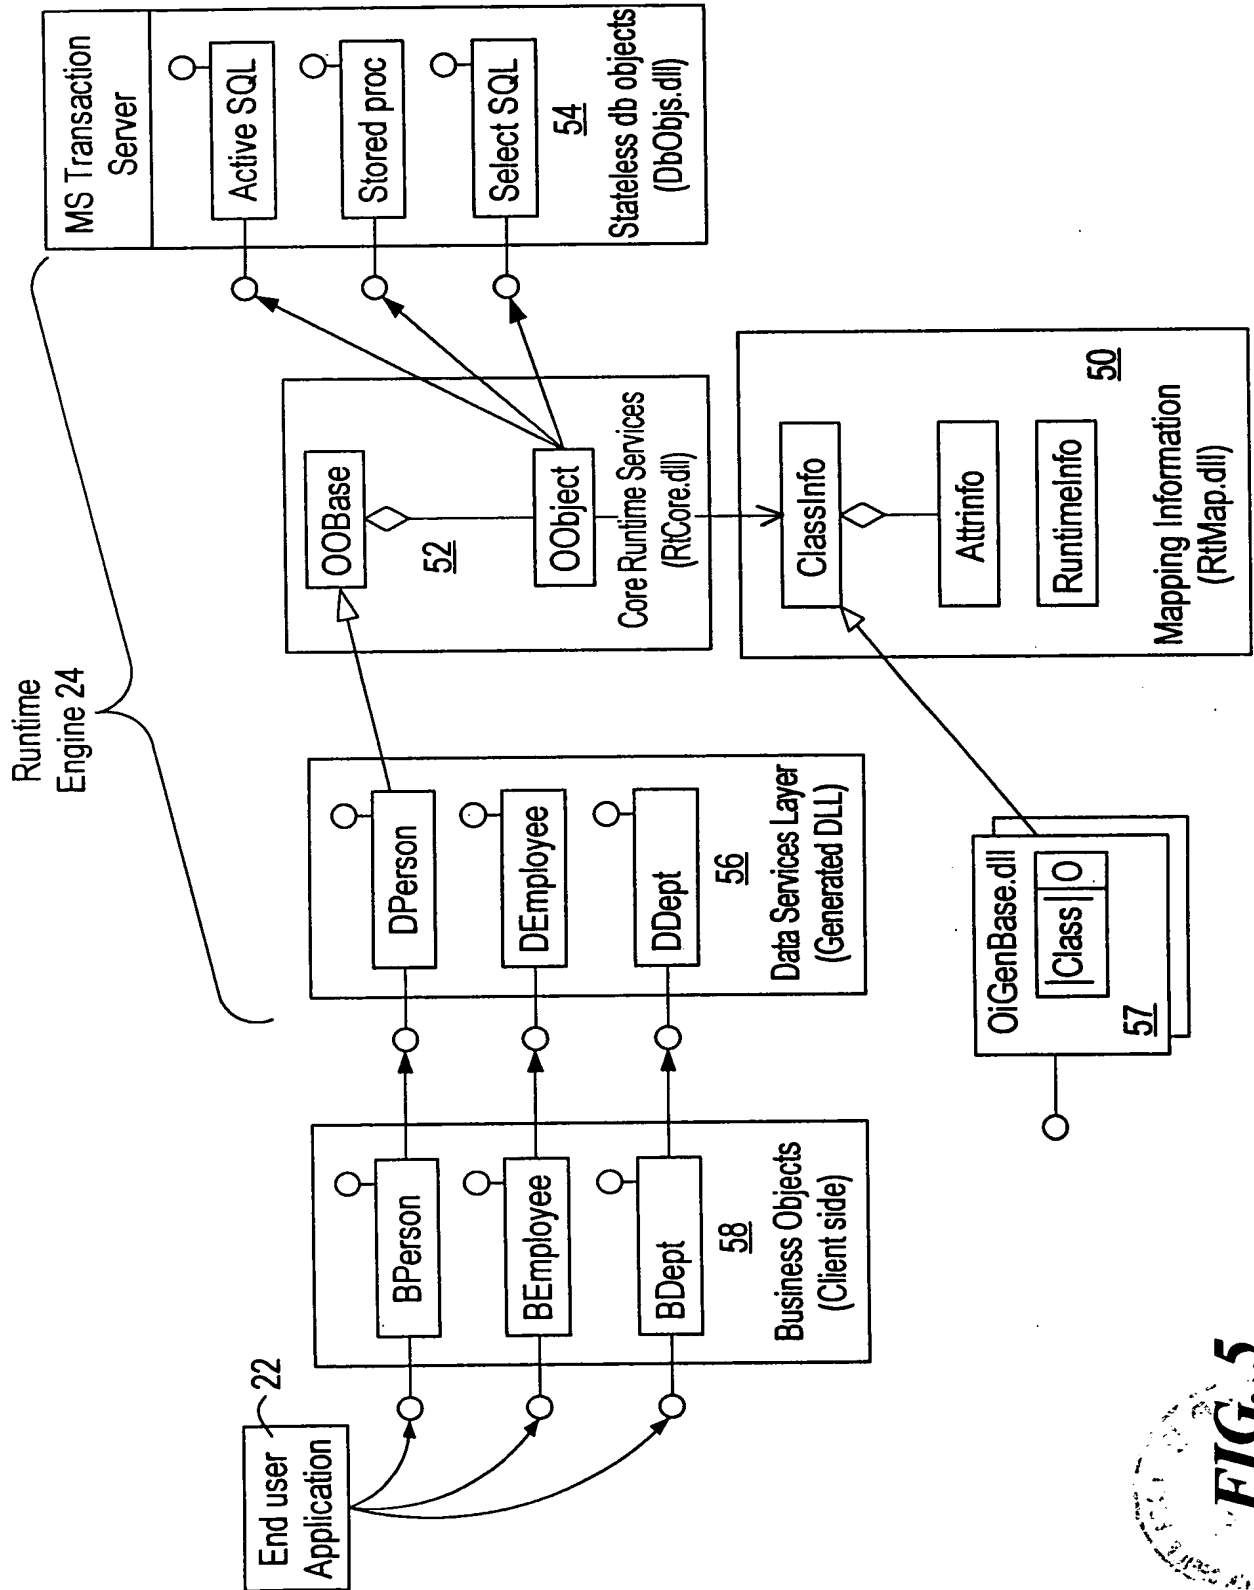 Runtime
Engine 24
End user
Application
22
BPerson
BEmployee
BDept
58
Business Objects
(Client side)
DPerson
DEmployee
DDept
56
Data Services Layer
(Generated DLL)
OOBase
52
OObject
Core Runtime Services
(RtCore.dll)
MS Transaction
Server
Active SQL
Stored proc
Select SQL
54
Stateless db objects
(DbObjs.dll)
OiGenBase.dll
|Class| O
57
ClassInfo
50
Attrinfo
RuntimeInfo
Mapping Information
(RtMap.dll)
FIG. 5